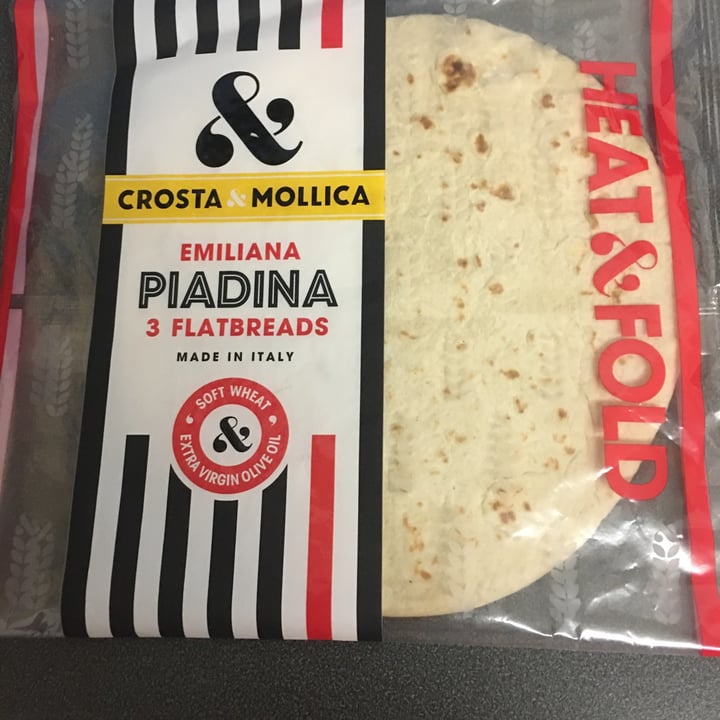 &
CROSTA & MOLLICA
EMILIANA
PIADINA
3 FLATBREADS
MADE IN ITALY
SOFT WHEAT
&
EXTRA VIRGIN OLIVE OIL
HEAT & FOLD